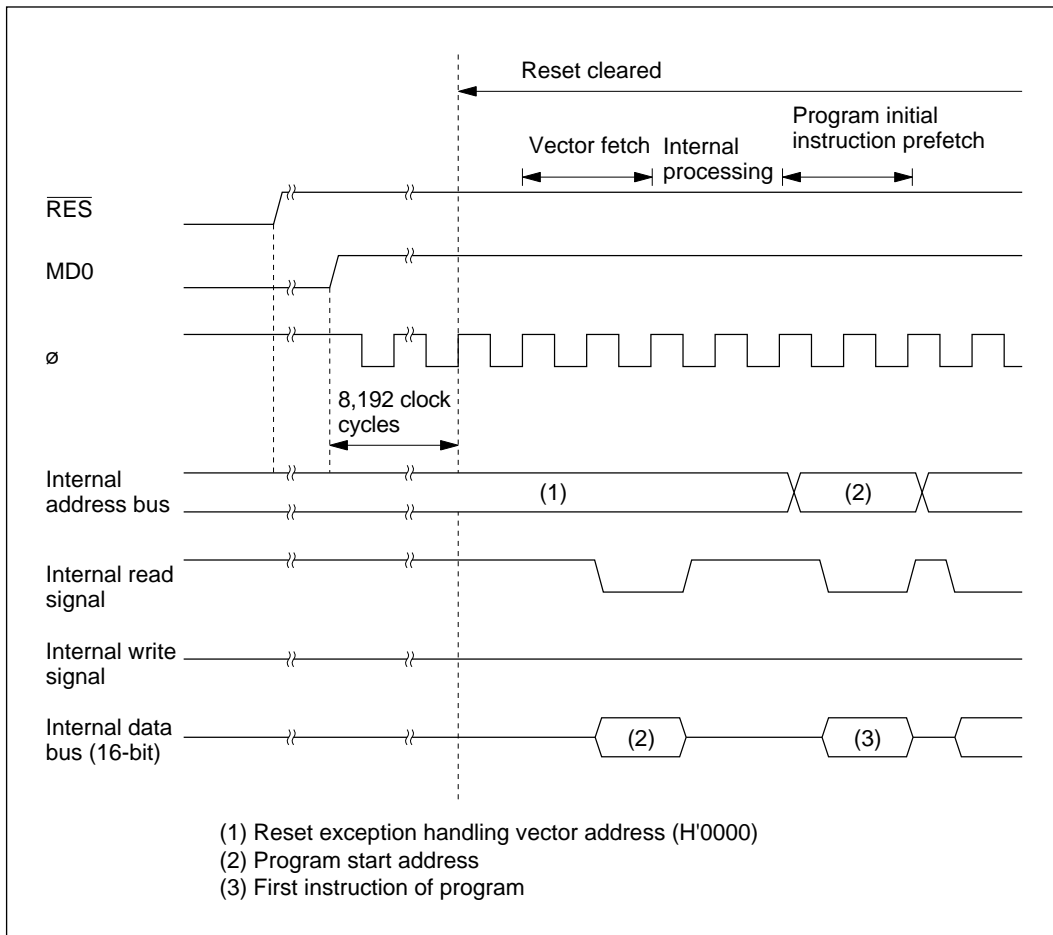 Reset cleared
Program initial
instruction prefetch
Vector fetch
Internal
processing
RES
MD0
ø
8,192 clock
cycles
Internal
address bus
(1)
(2)
Internal read
signal
Internal write
signal
Internal data
bus (16-bit)
(2)
(3)
(1) Reset exception handling vector address (H'0000)
(2) Program start address
(3) First instruction of program